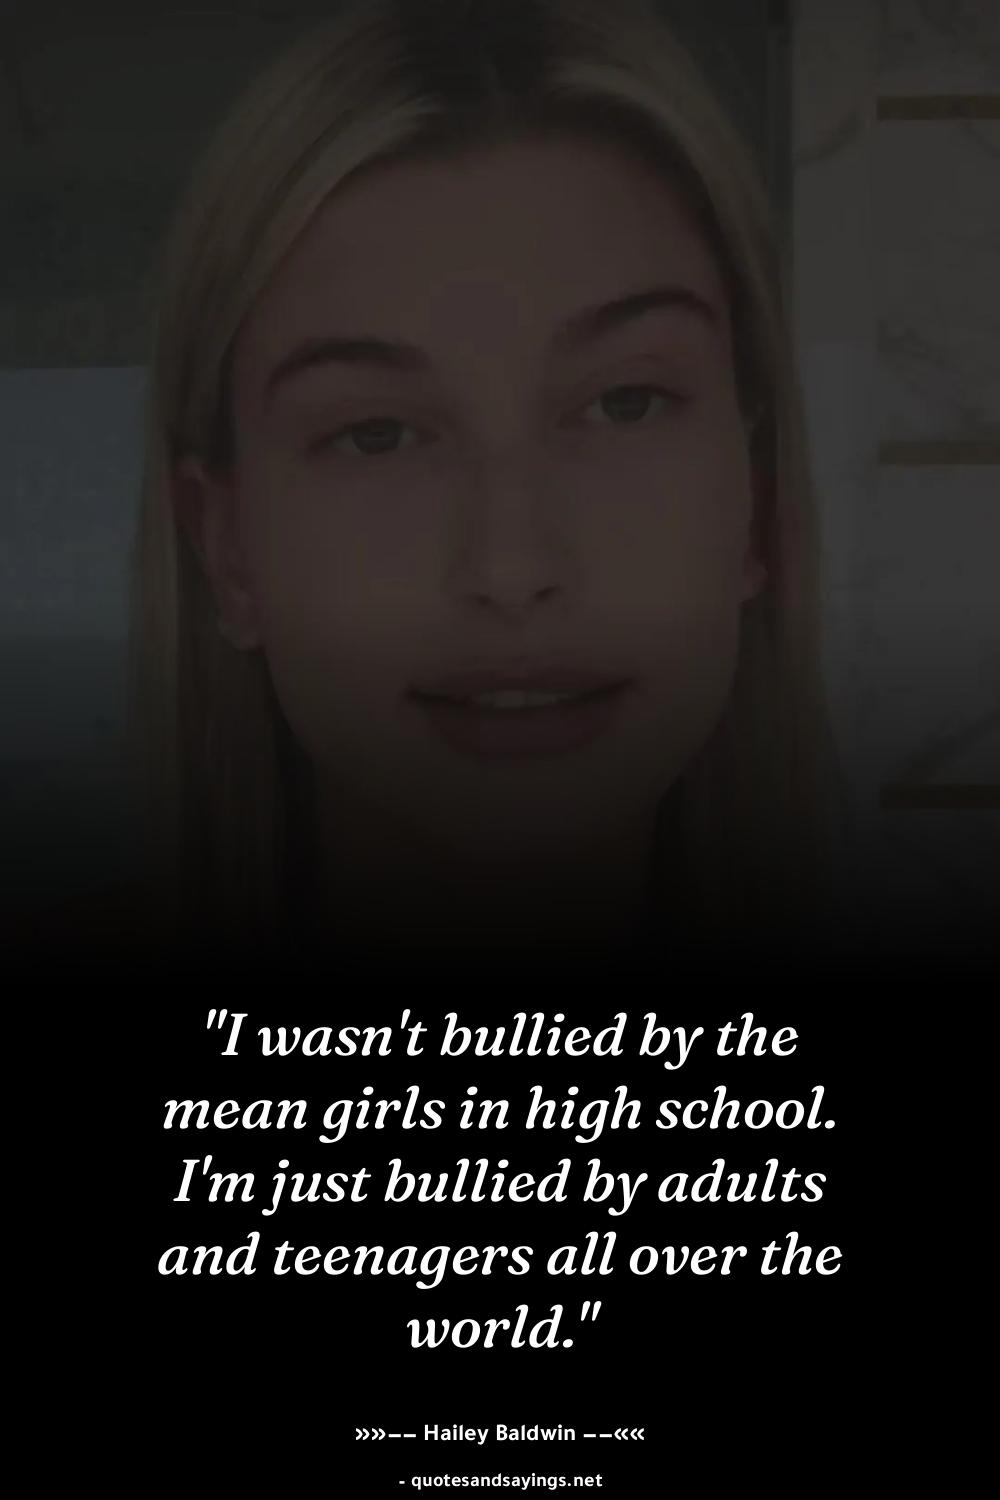 "I wasn't bullied by the
mean girls in high school.
I'm just bullied by adults
and teenagers all over the
world."
»»–– Hailey Baldwin ––««
- quotesandsayings.net